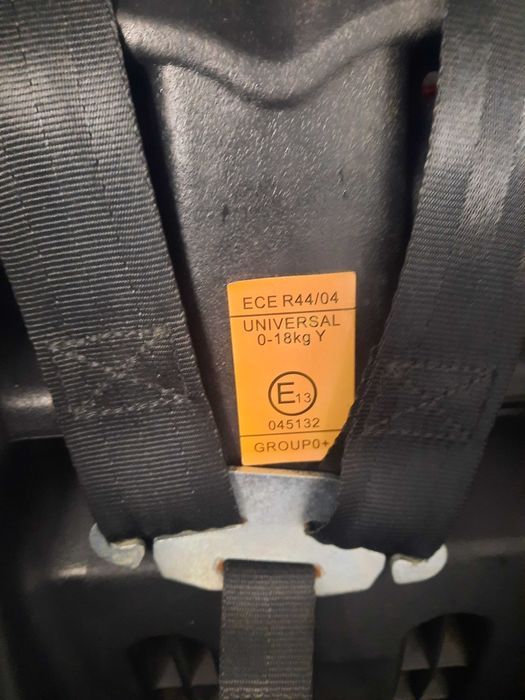 ECE R44/04
UNIVERSAL
0-18kg Y
E13
045132
GROUP0+